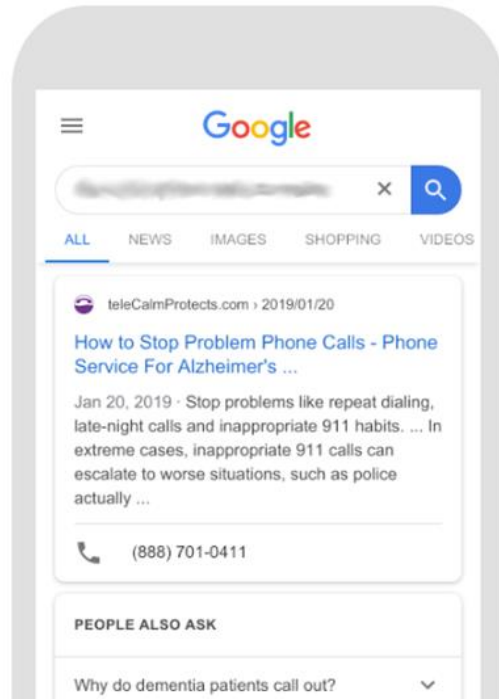 Google
ALL NEWS IMAGES SHOPPING VIDEOS
teleCalmProtects.com › 2019/01/20
How to Stop Problem Phone Calls - Phone
Service For Alzheimer's ...
Jan 20, 2019 · Stop problems like repeat dialing,
late-night calls and inappropriate 911 habits. ... In
extreme cases, inappropriate 911 calls can
escalate to worse situations, such as police
actually ...
(888) 701-0411
PEOPLE ALSO ASK
Why do dementia patients call out?